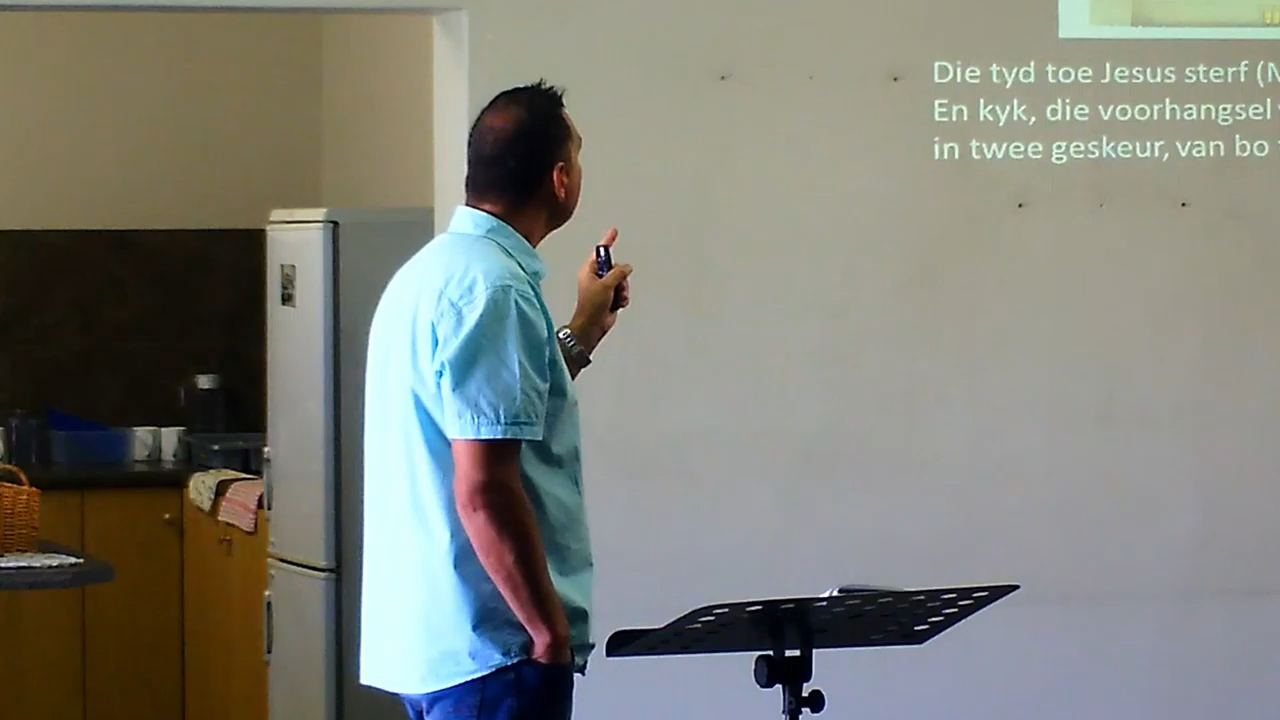 Die tyd toe Jesus sterf (M
En kyk, die voorhangsel
in twee geskeur, van bo